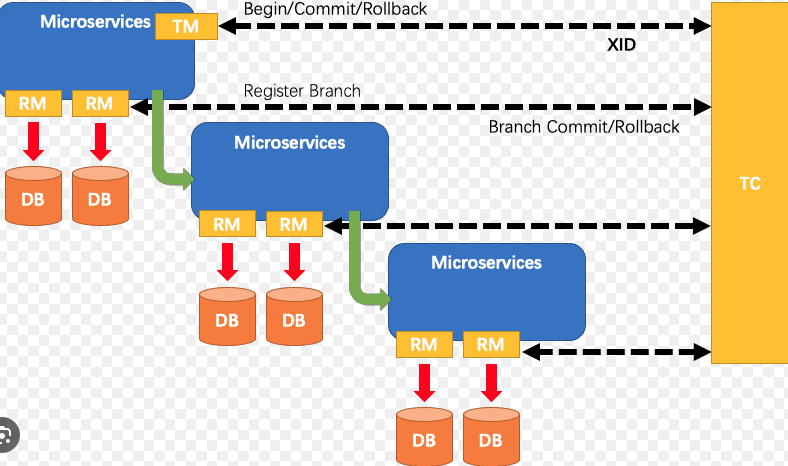 Begin/Commit/Rollback
Microservices
TM
XID
RM
RM
Register Branch
Branch Commit/Rollback
Microservices
TC
DB
DB
RM
RM
Microservices
DB
DB
RM
RM
DB
DB